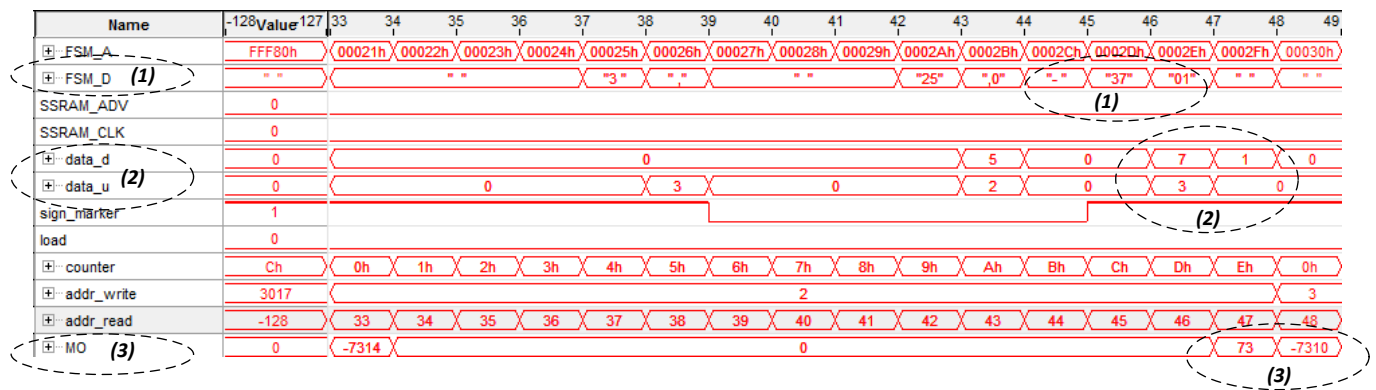 Name -128Value127 33 34 35 36 37 38 39 40 41 42 43 44 45 46 47 48 49
FSM_A FFF80h 00021h 00022h 00023h 00024h 00025h 00026h 00027h 00028h 00029h 0002Ah 0002Bh 0002Ch 0002Dh 0002Eh 0002Fh 00030h
FSM_D (1) " " " " "3 " " , " " " "25" ",0" "- " "37" "01" " " " "
(1)
SSRAM_ADV 0
SSRAM_CLK 0
data_d 0 0 5 0 7 1 0
(2)
data_u 0 0 3 0 2 0 3 0
sign_marker 1
(2)
load 0
counter Ch 0h 1h 2h 3h 4h 5h 6h 7h 8h 9h Ah Bh Ch Dh Eh 0h
addr_write 3017 2 3
addr_read -128 33 34 35 36 37 38 39 40 41 42 43 44 45 46 47 48
MO (3) 0 -7314 0 73 -7310
(3)